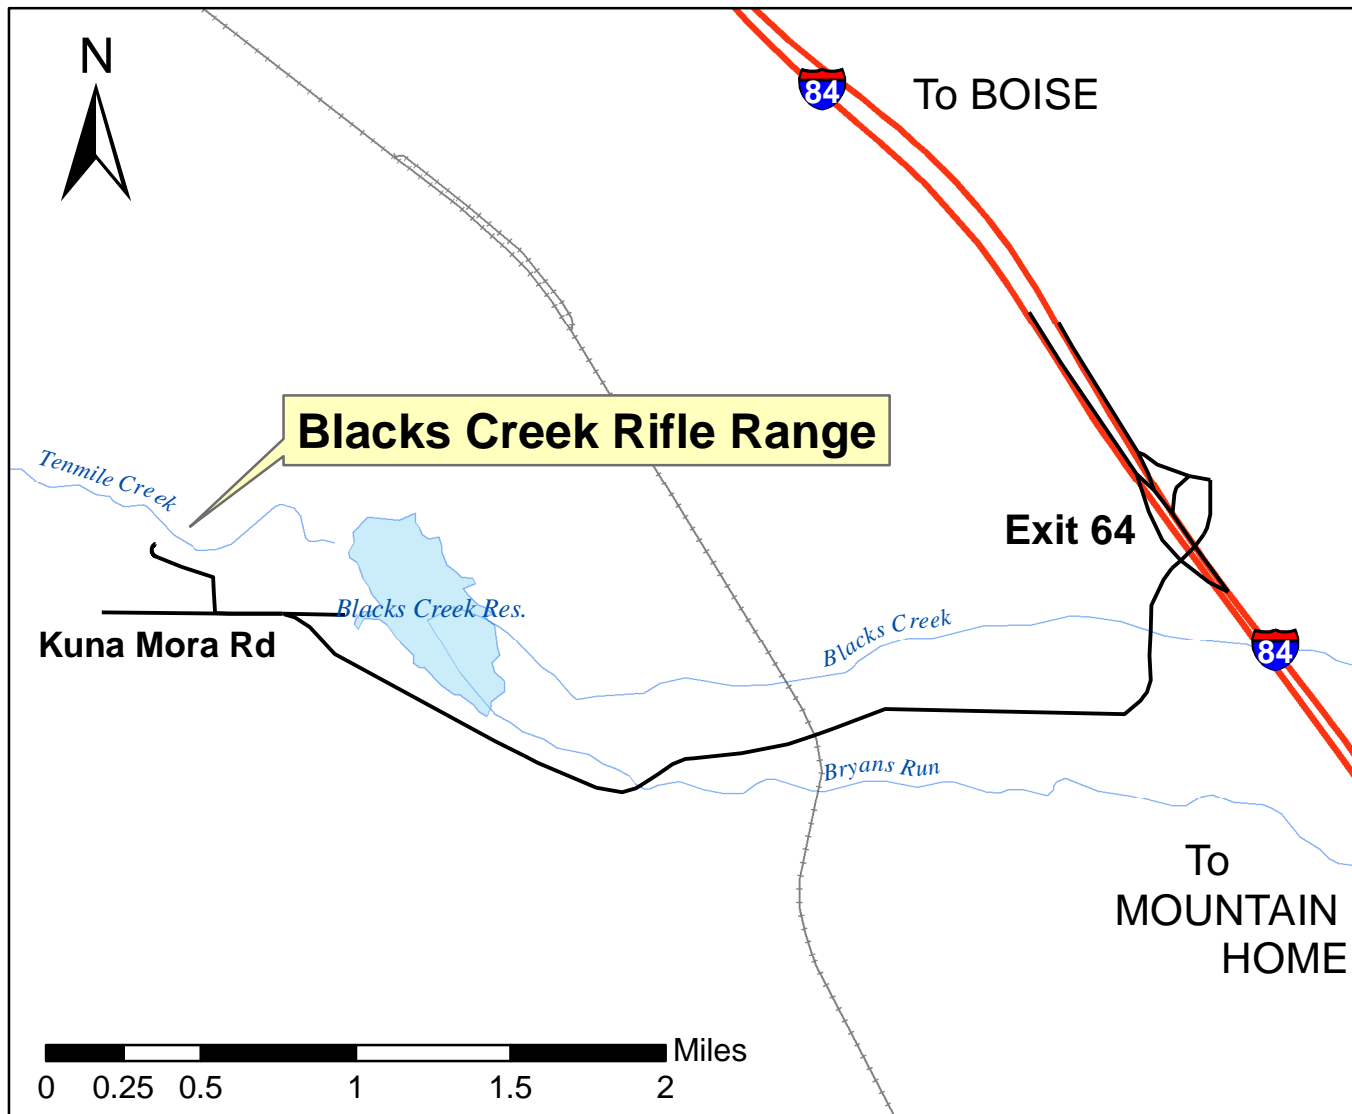 N
84
To BOISE
Blacks Creek Rifle Range
Tenmile Creek
Exit 64
Blacks Creek Res.
Blacks Creek
Kuna Mora Rd
84
Bryans Run
To
MOUNTAIN
HOME
Miles
0 0.25 0.5 1 1.5 2